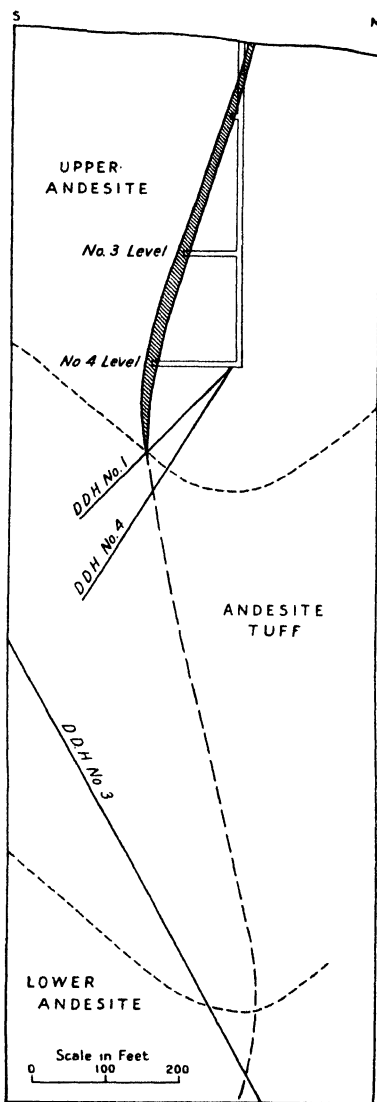 S
N
UPPER
ANDESITE
No. 3 Level
No 4 Level
DDH No. 1
DDH No. 4
ANDESITE
TUFF
D D.H No 3
LOWER
ANDESITE
Scale in Feet
0 100 200